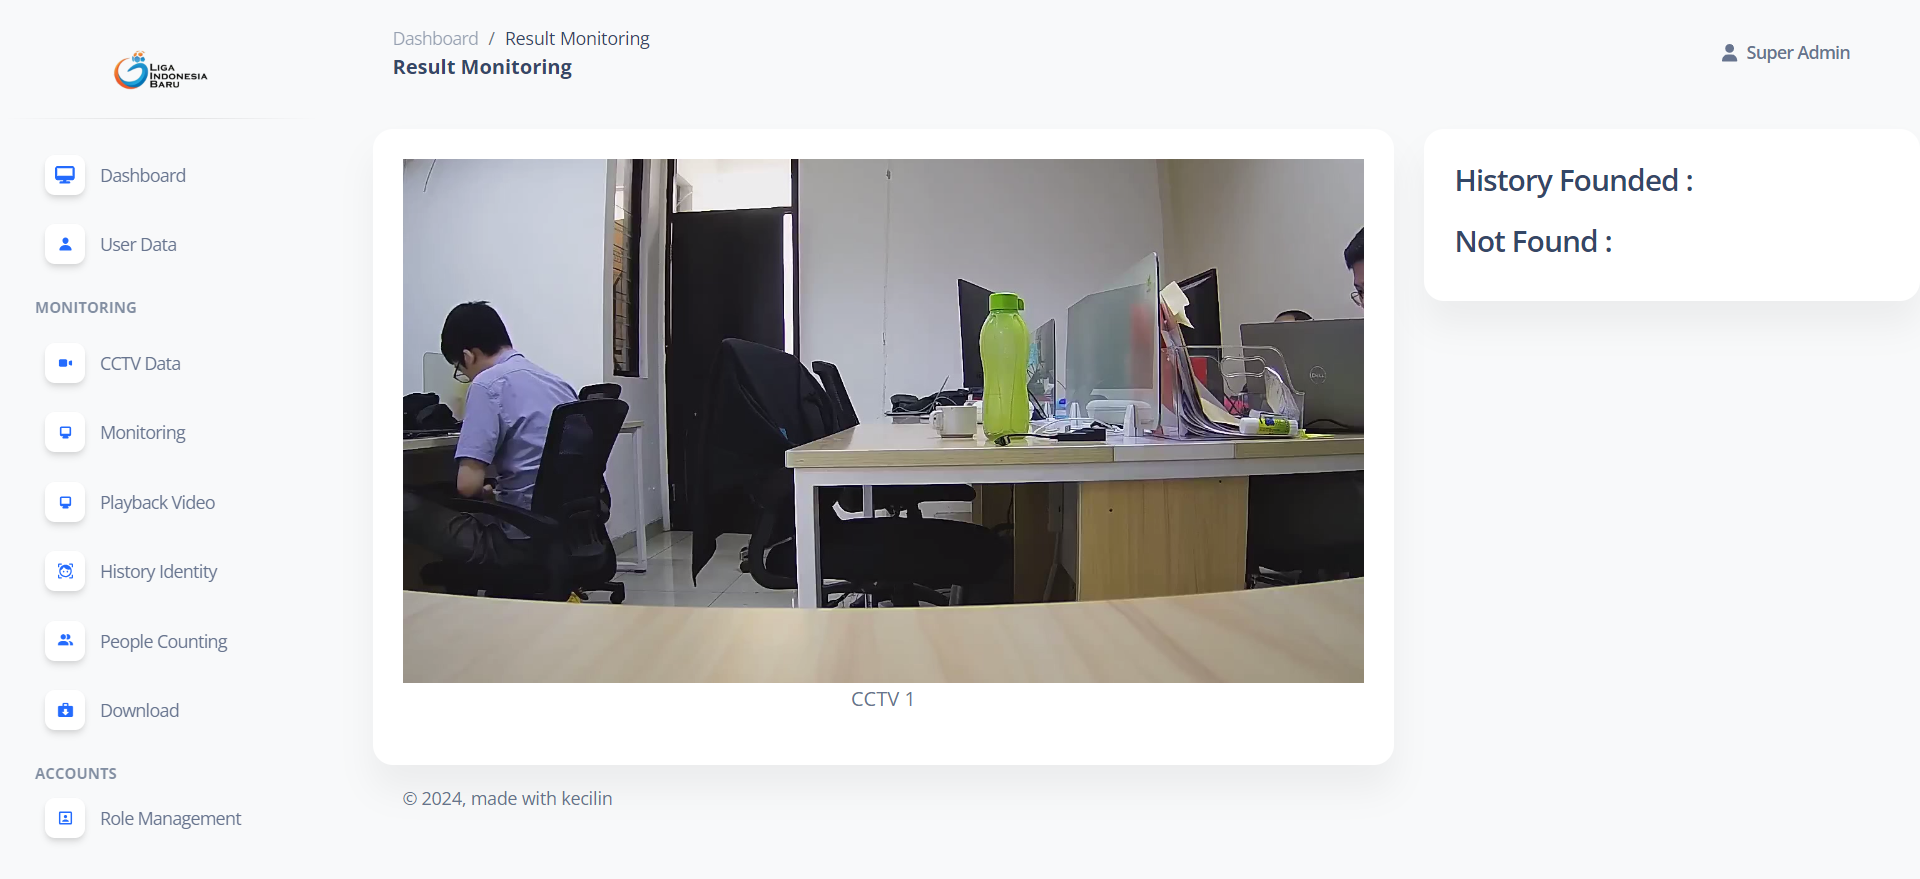 LIGA
INDONESIA
BARU
Dashboard
User Data
MONITORING
CCTV Data
Monitoring
Playback Video
History Identity
People Counting
Download
ACCOUNTS
Role Management
Dashboard / Result Monitoring
Result Monitoring
Super Admin
DELL
CCTV 1
History Founded :
Not Found :
© 2024, made with kecilin